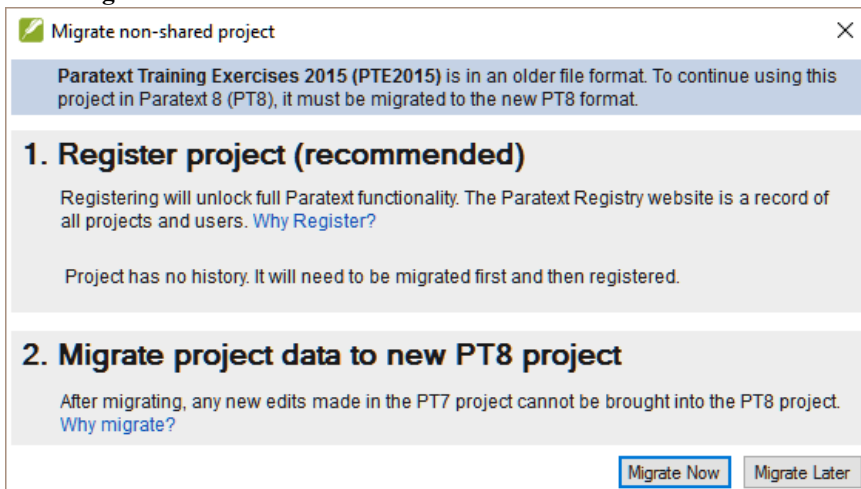 Migrate non-shared project
Paratext Training Exercises 2015 (PTE2015) is in an older file format. To continue using this
project in Paratext 8 (PT8), it must be migrated to the new PT8 format.
1. Register project (recommended)
Registering will unlock full Paratext functionality. The Paratext Registry website is a record of
all projects and users. Why Register?
Project has no history. It will need to be migrated first and then registered.
2. Migrate project data to new PT8 project
After migrating, any new edits made in the PT7 project cannot be brought into the PT8 project.
Why migrate?
Migrate Now Migrate Later